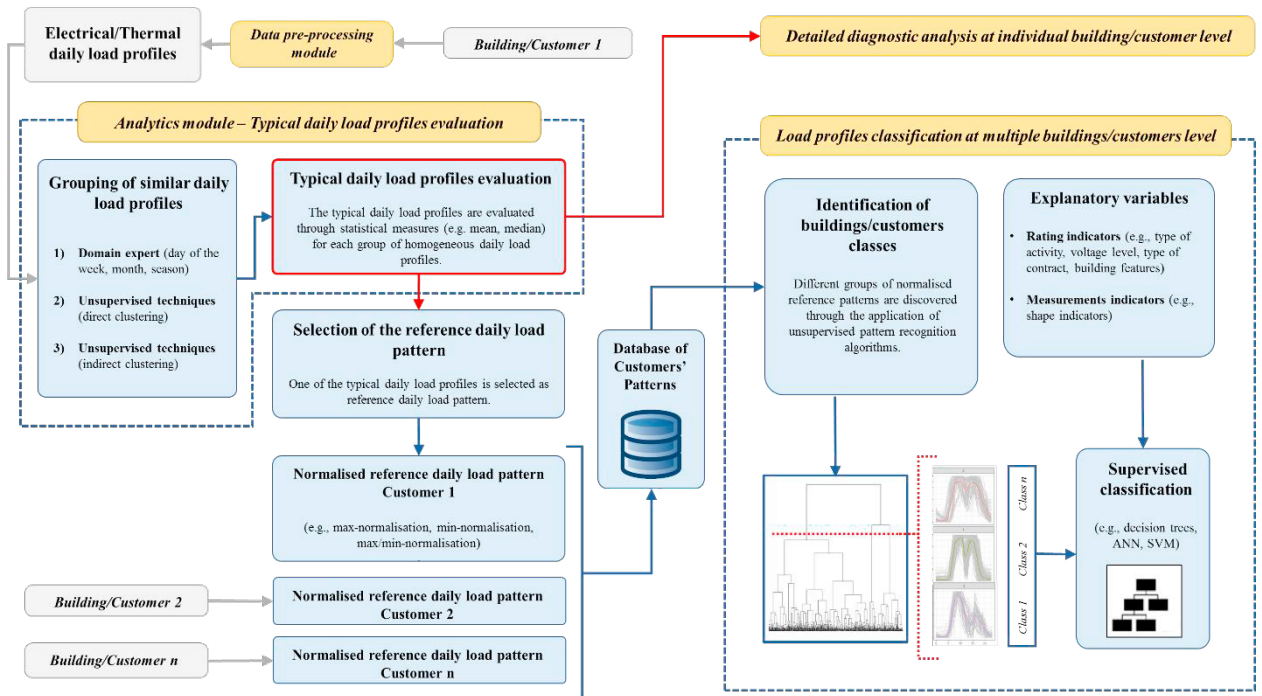 Electrical/Thermal
daily load profiles
Data pre-processing
module
Building/Customer 1
Detailed diagnostic analysis at individual building/customer level
Analytics module – Typical daily load profiles evaluation
Grouping of similar daily
load profiles
1) Domain expert (day of the
week, month, season)
2) Unsupervised techniques
(direct clustering)
3) Unsupervised techniques
(indirect clustering)
Typical daily load profiles evaluation
The typical daily load profiles are evaluated
through statistical measures (e.g. mean, median)
for each group of homogeneous daily load
profiles.
Selection of the reference daily load
pattern
One of the typical daily load profiles is selected as
reference daily load pattern.
Normalised reference daily load pattern
Customer 1
(e.g., max-normalisation, min-normalisation,
max/min-normalisation)
Building/Customer 2
Normalised reference daily load pattern
Customer 2
Building/Customer n
Normalised reference daily load pattern
Customer n
Database of
Customers’
Patterns
Load profiles classification at multiple buildings/customers level
Identification of
buildings/customers
classes
Different groups of normalised
reference patterns are discovered
through the application of
unsupervised pattern recognition
algorithms.
Explanatory variables
• Rating indicators (e.g., type of
activity, voltage level, type of
contract, building features)
• Measurements indicators (e.g.,
shape indicators)
Class n
Class 2
Class 1
Supervised
classification
(e.g., decision trees,
ANN, SVM)